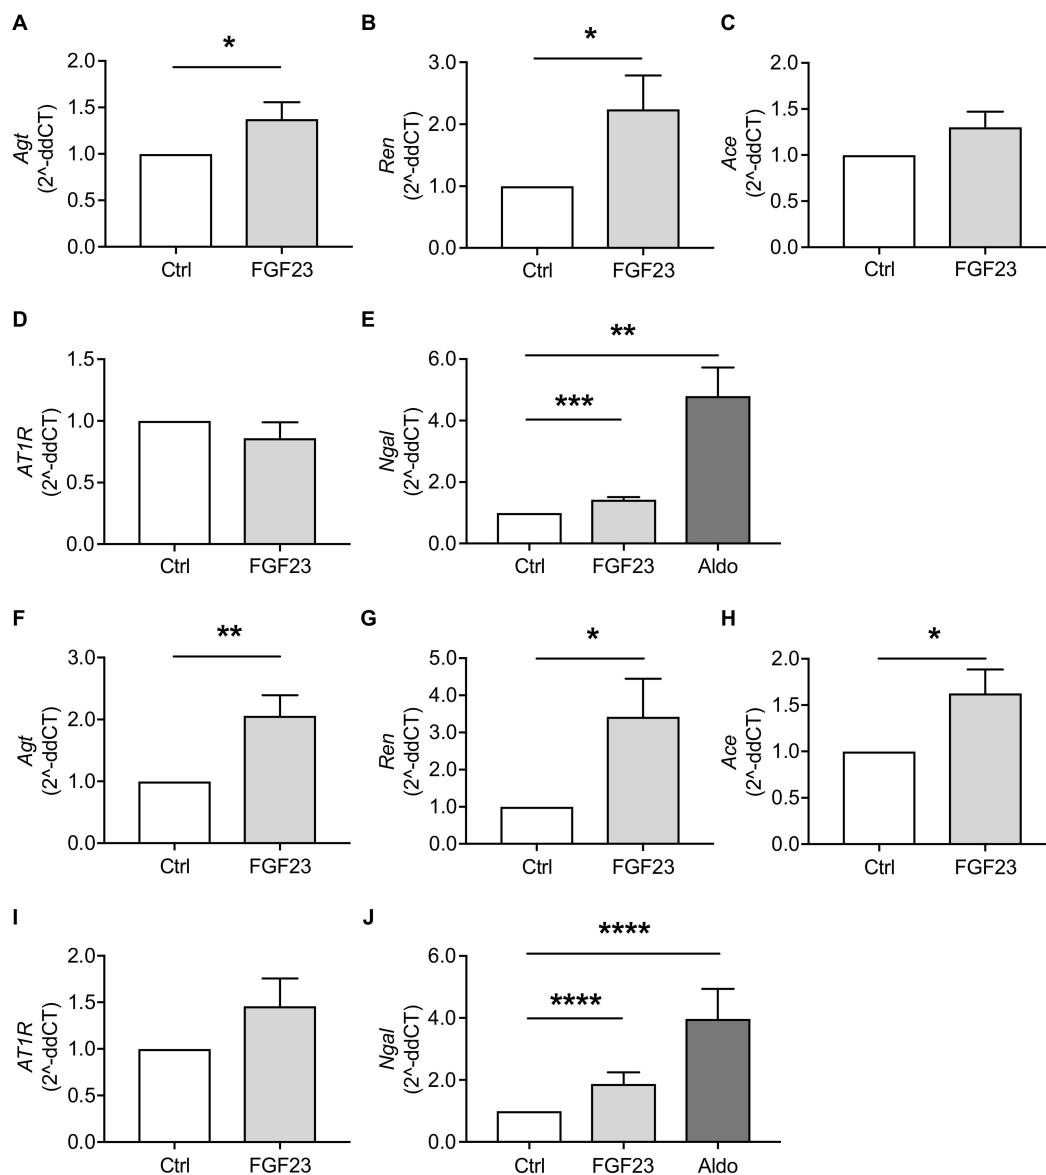 A
*
Agt
(2^-ddCT)
2.0
1.5
1.0
0.5
0.0
Ctrl FGF23
B
*
Ren
(2^-ddCT)
3.0
2.0
1.0
0.0
Ctrl FGF23
C
Ace
(2^-ddCT)
2.0
1.5
1.0
0.5
0.0
Ctrl FGF23
D
AT1R
(2^-ddCT)
1.5
1.0
0.5
0.0
Ctrl FGF23
E
**
***
Ngal
(2^-ddCT)
6.0
4.0
2.0
0.0
Ctrl FGF23 Aldo
F
**
Agt
(2^-ddCT)
3.0
2.0
1.0
0.0
Ctrl FGF23
G
*
Ren
(2^-ddCT)
5.0
4.0
3.0
2.0
1.0
0.0
Ctrl FGF23
H
*
Ace
(2^-ddCT)
2.0
1.5
1.0
0.5
0.0
Ctrl FGF23
I
AT1R
(2^-ddCT)
2.0
1.5
1.0
0.5
0.0
Ctrl FGF23
J
****
****
Ngal
(2^-ddCT)
6.0
4.0
2.0
0.0
Ctrl FGF23 Aldo